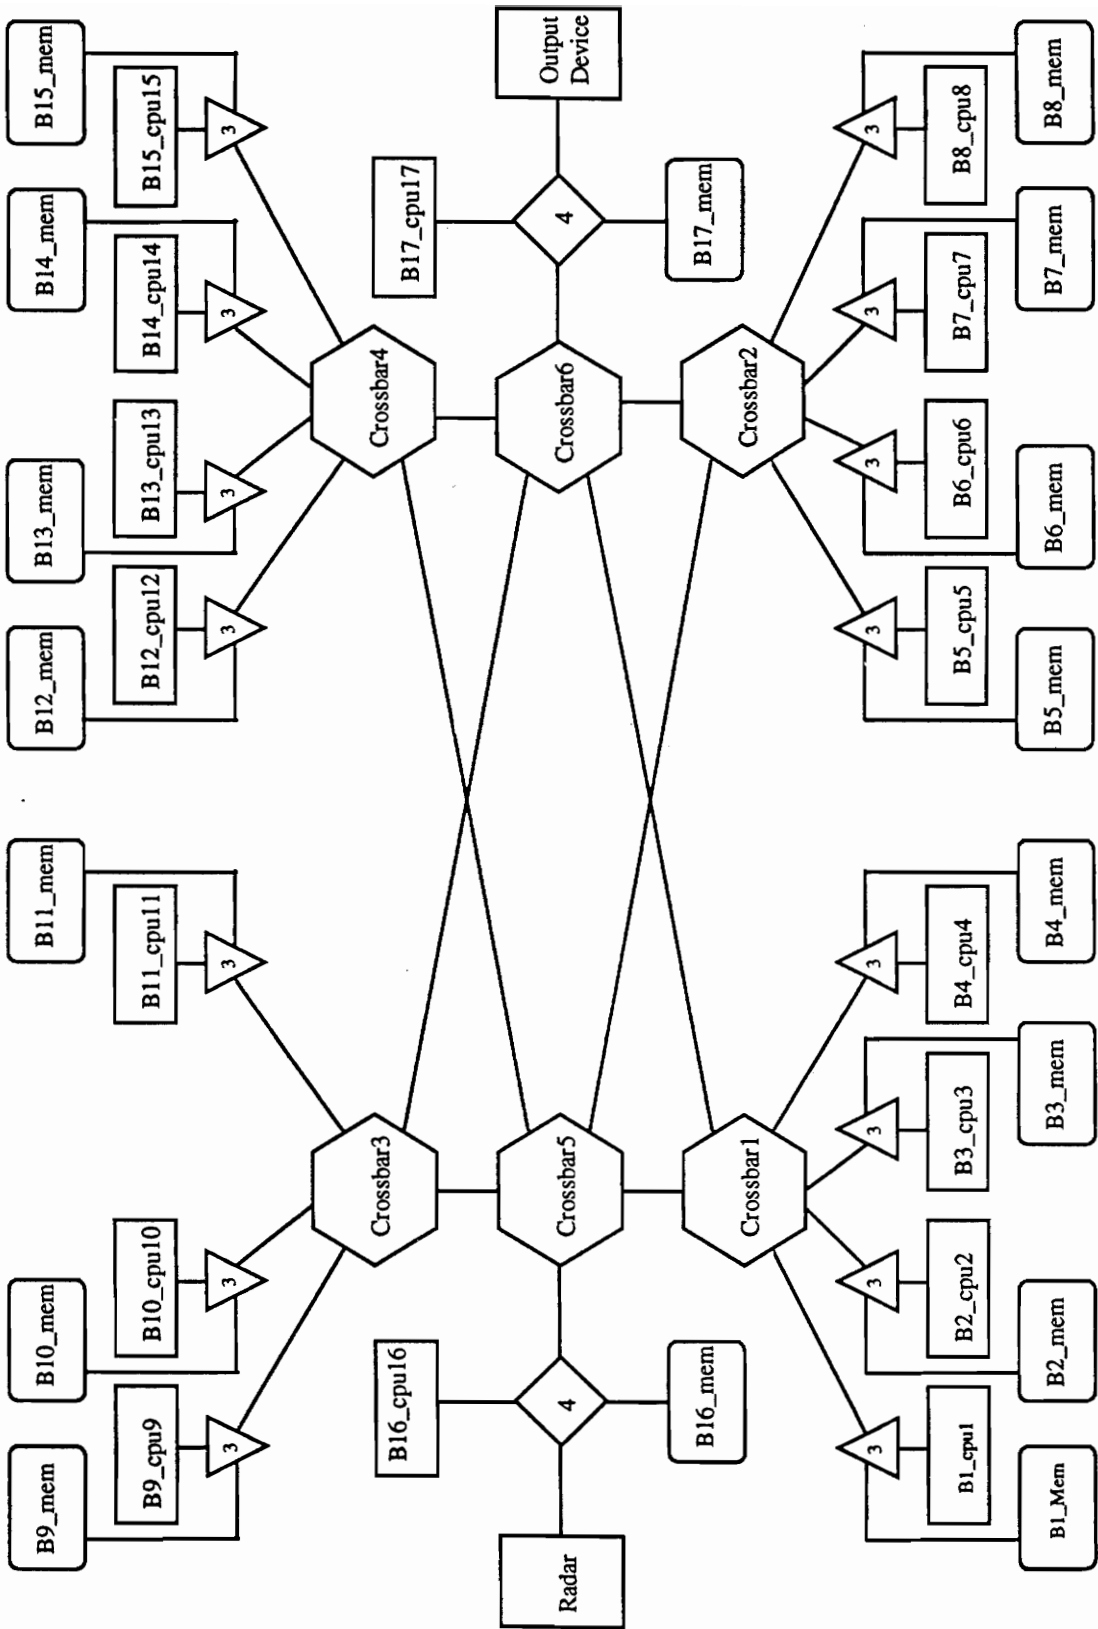 B9_mem
B10_mem
B11_mem
B12_mem
B13_mem
B14_mem
B15_mem
B9_cpu9
B10_cpu10
B11_cpu11
B12_cpu12
B13_cpu13
B14_cpu14
B15_cpu15
3
3
3
3
3
3
3
Crossbar3
Crossbar4
B16_cpu16
B17_cpu17
Radar
4
Crossbar5
Crossbar6
4
Output
Device
B16_mem
B17_mem
Crossbar1
Crossbar2
3
3
3
3
3
3
3
3
B1_cpu1
B2_cpu2
B3_cpu3
B4_cpu4
B5_cpu5
B6_cpu6
B7_cpu7
B8_cpu8
B1_Mem
B2_mem
B3_mem
B4_mem
B5_mem
B6_mem
B7_mem
B8_mem